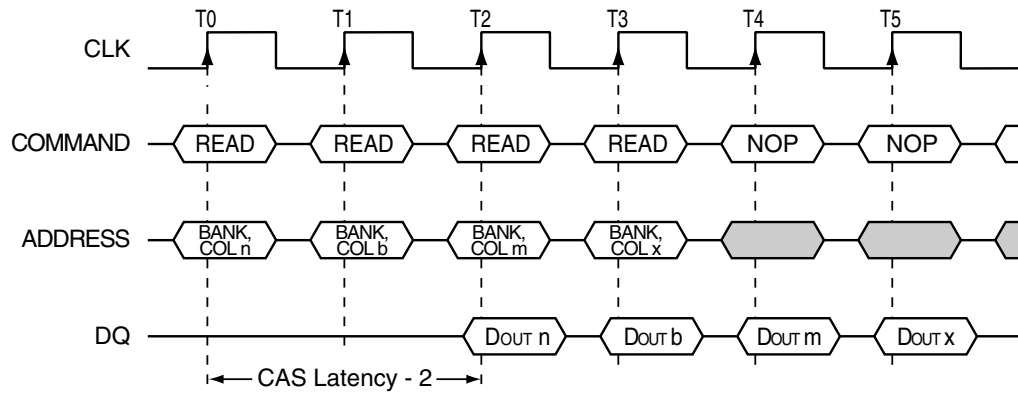 T0 T1 T2 T3 T4 T5
CLK
COMMAND READ READ READ READ NOP NOP
BANK, BANK, BANK, BANK,
ADDRESS
COL n COL b COL m COL x
DQ DOUT n DOUT b DOUT m DOUT x
CAS Latency - 2